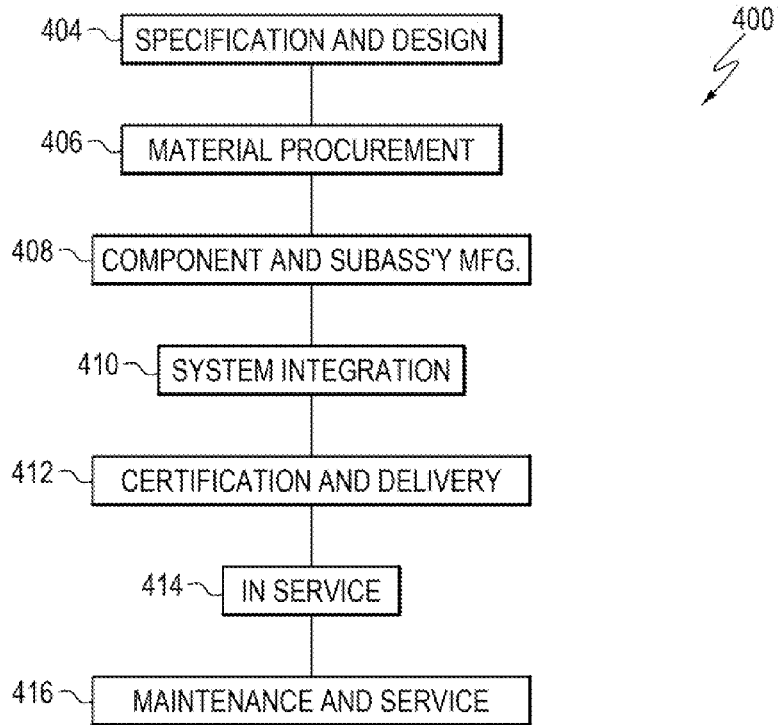 400
404 SPECIFICATION AND DESIGN
406 MATERIAL PROCUREMENT
408 COMPONENT AND SUBASS'Y MFG.
410 SYSTEM INTEGRATION
412 CERTIFICATION AND DELIVERY
414 IN SERVICE
416 MAINTENANCE AND SERVICE